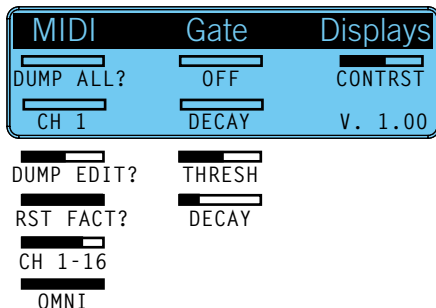 MIDI Gate Displays
DUMP ALL? OFF CONTRST
CH 1 DECAY V. 1.00
DUMP EDIT? THRESH
RST FACT? DECAY
CH 1-16
OMNI